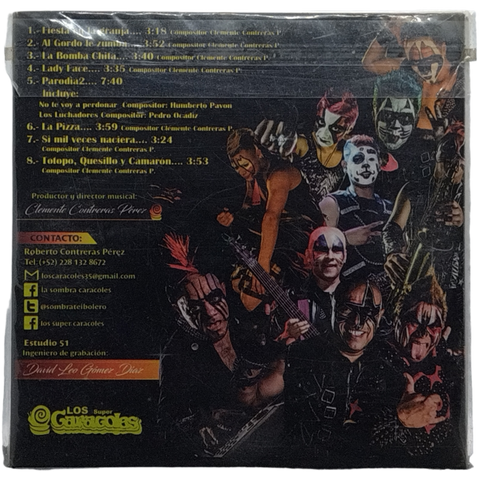 1.- Fiesta en la granja.... 3:18 Compositor Clemente Contreras P.
2.- Al Gordo le zumba... 3:52 Compositor Clemente Contreras P.
3.- La Bomba Chita... 3:40 Compositor Clemente Contreras P.
4.- Lady Face.... 3:35 Compositor Clemente Contreras P.
5.- Parodia2.... 7:40
Incluye:
No te voy a perdonar Compositor: Humberto Pavon
Los Luchadores Compositor: Pedro Ocádiz
6.- La Pizza.... 3:59 Compositor Clemente Contreras P.
7.- Si mil veces naciera.... 3:24
Compositor Clemente Contreras P.
8.- Totopo, Quesillo y Camarón.... 3:53
Compositor Clemente Contreras P.
Productor y director musical:
Clemente Contreras Pérez
CONTACTO:
Roberto Contreras Pérez
Tel. (+52) 228 132 8672
loscaracoles35@gmail.com
la sombra caracoles
@sombrateibolero
los super caracoles
Estudio 51
Ingeniero de grabación:
David Leo Gómez Díaz
LOS Super
Caracoles